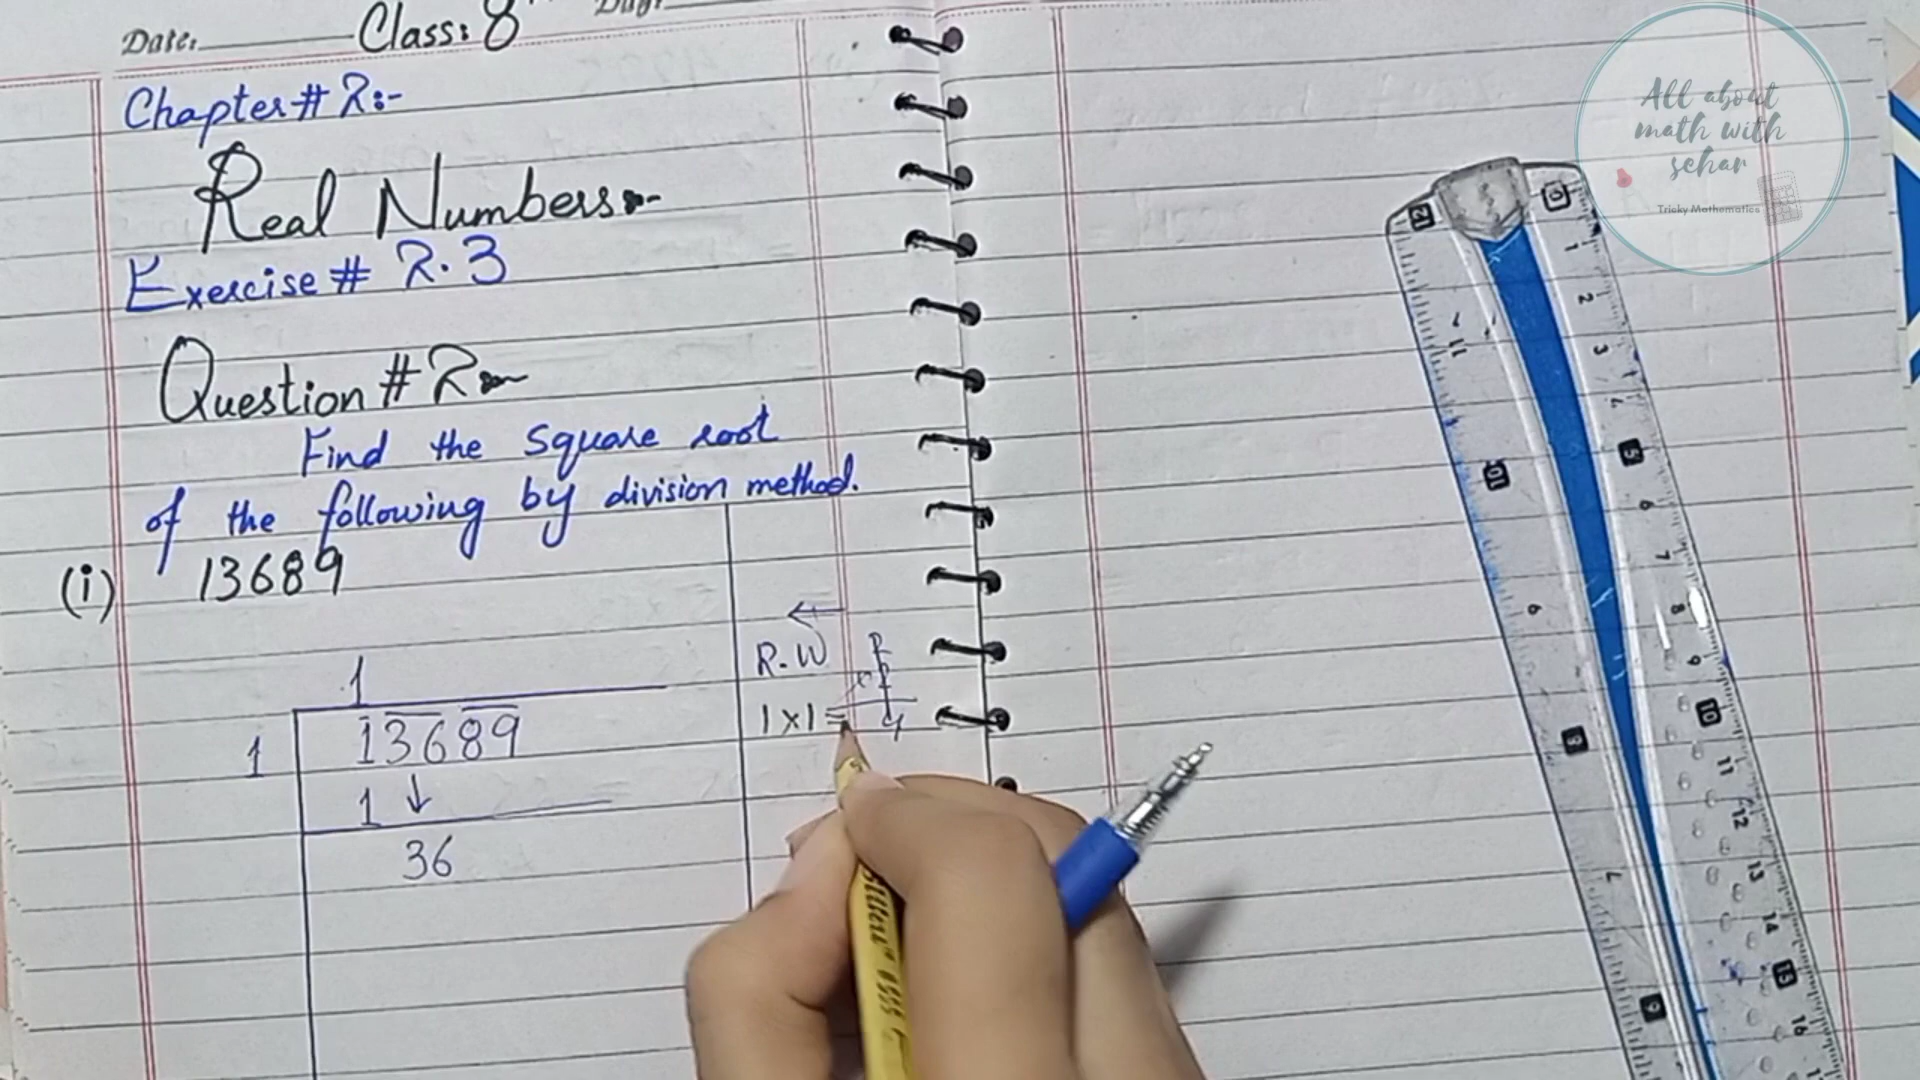 Date: Class: 8
Chapter # 2:-
Real Numbers:-
Exercise # 2.3
Question # 2:-
Find the square root
of the following by division method.
(i) 13689
R.W
1
1 13689
1 × 1 =
1
36
All about
math with
sehar
Tricky Mathematics